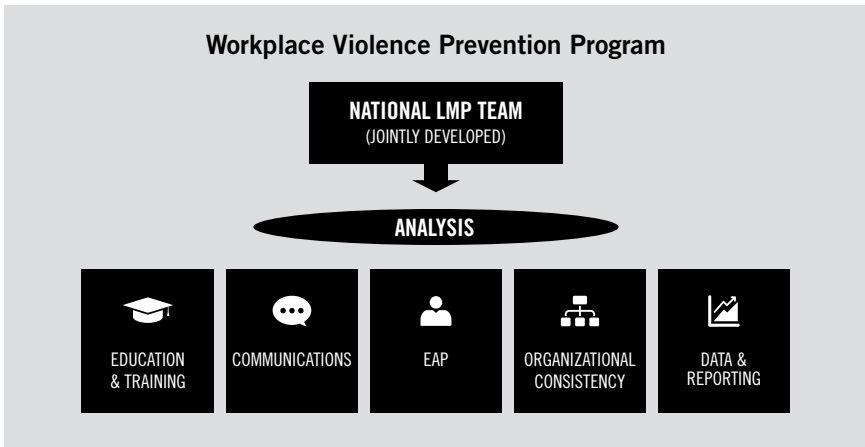 Workplace Violence Prevention Program
NATIONAL LMP TEAM
(JOINTLY DEVELOPED)
ANALYSIS
EDUCATION
& TRAINING
COMMUNICATIONS
EAP
ORGANIZATIONAL
CONSISTENCY
DATA &
REPORTING